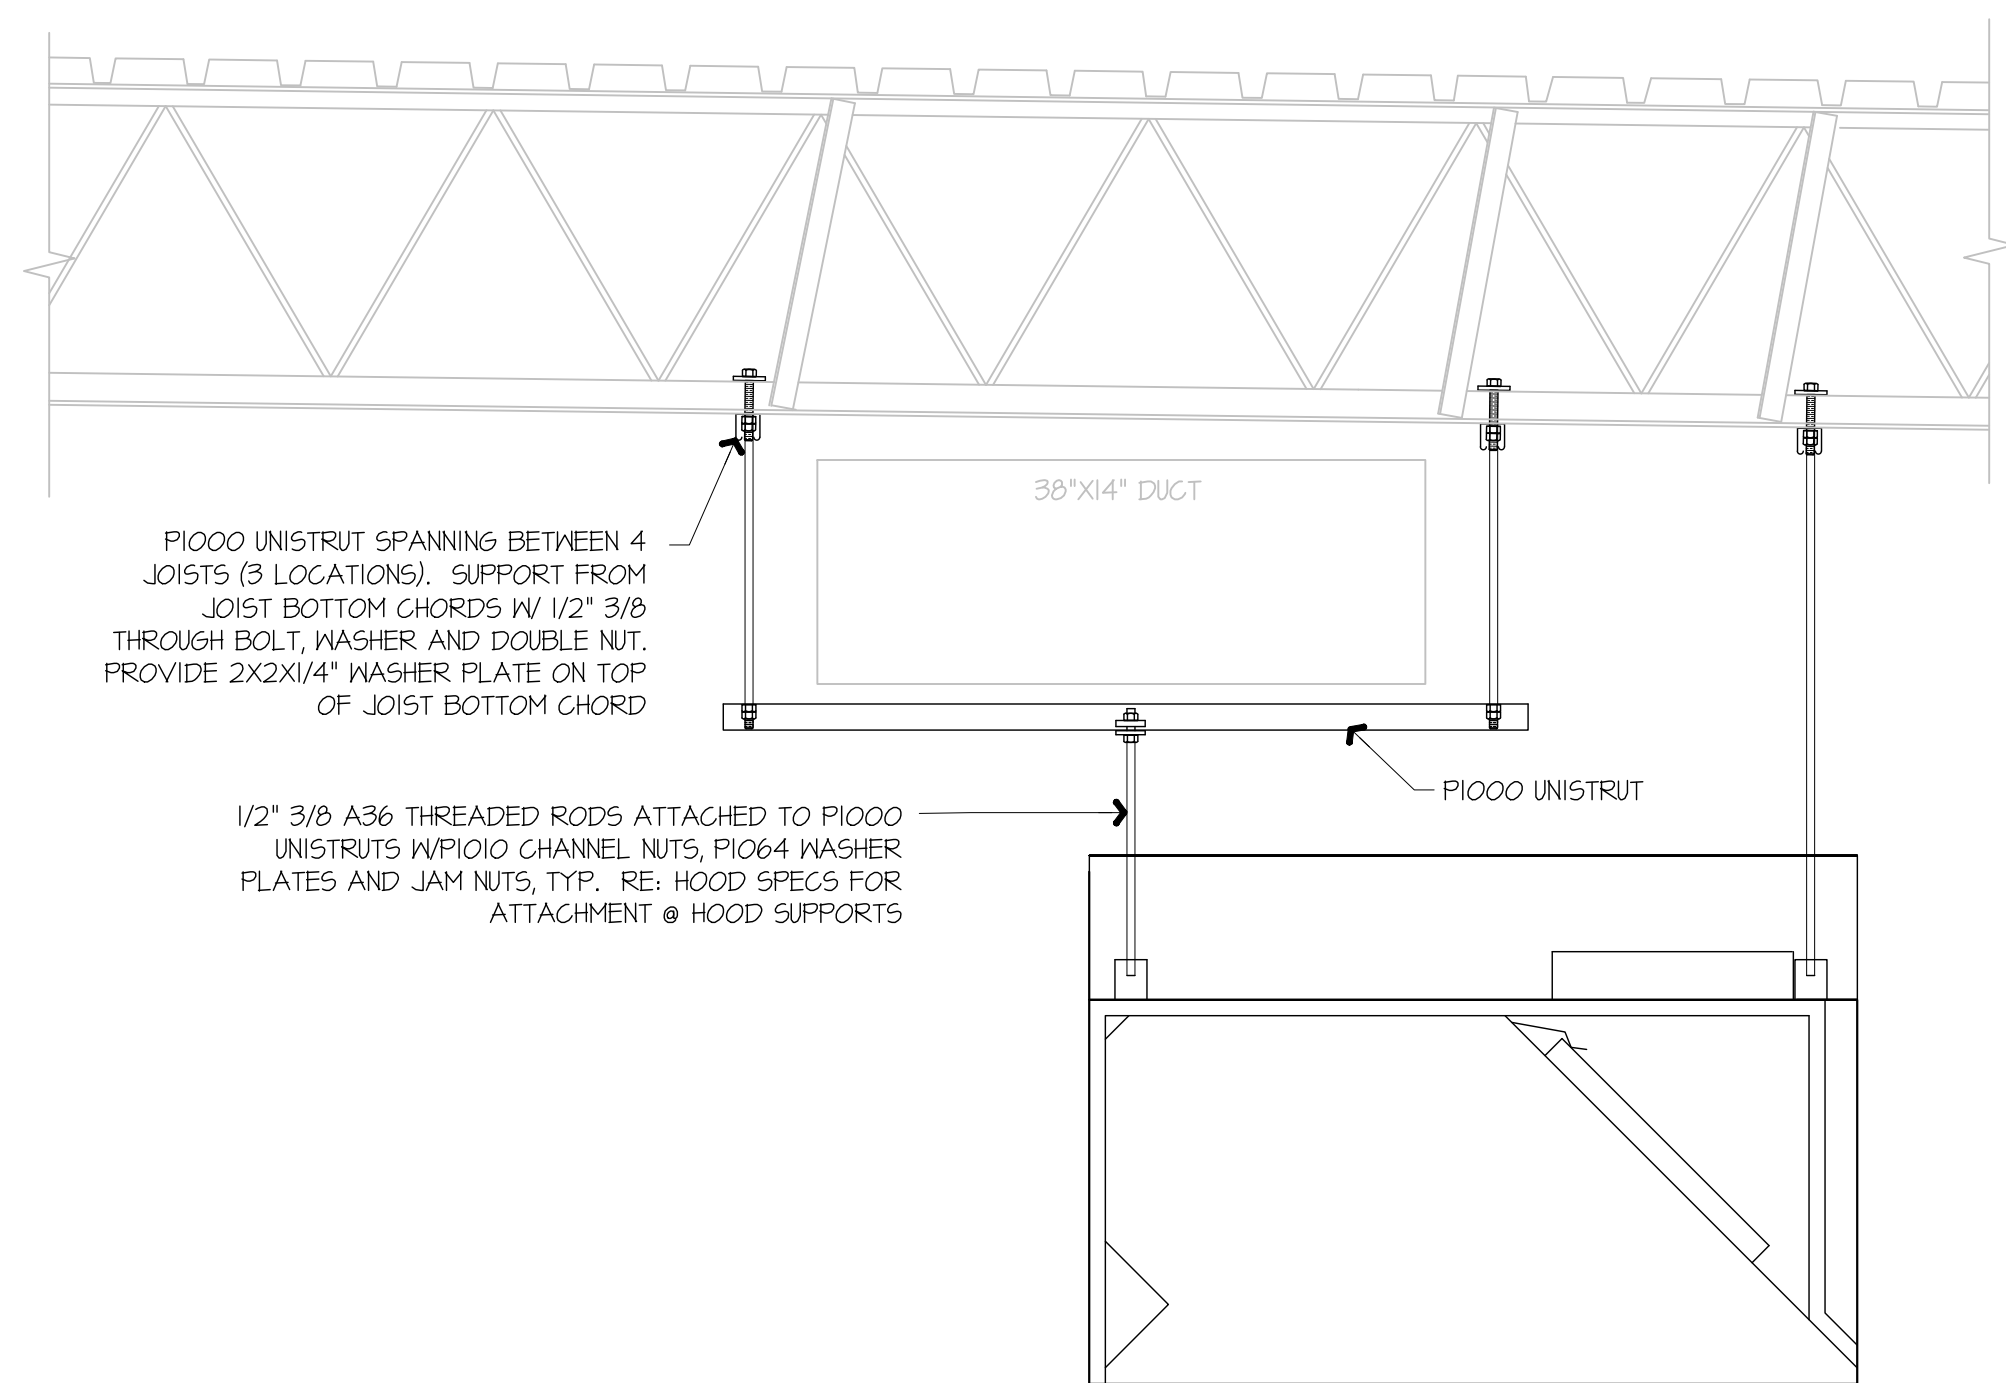 38"X14" DUCT
P1000 UNISTRUT SPANNING BETWEEN 4
JOISTS (3 LOCATIONS).  SUPPORT FROM
JOIST BOTTOM CHORDS W/ 1/2" 3/8
THROUGH BOLT, WASHER AND DOUBLE NUT.
PROVIDE 2X2X1/4" WASHER PLATE ON TOP
OF JOIST BOTTOM CHORD
P1000 UNISTRUT
1/2" 3/8 A36 THREADED RODS ATTACHED TO P1000
UNISTRUTS W/P1010 CHANNEL NUTS, P1064 WASHER
PLATES AND JAM NUTS, TYP.  RE: HOOD SPECS FOR
ATTACHMENT @ HOOD SUPPORTS